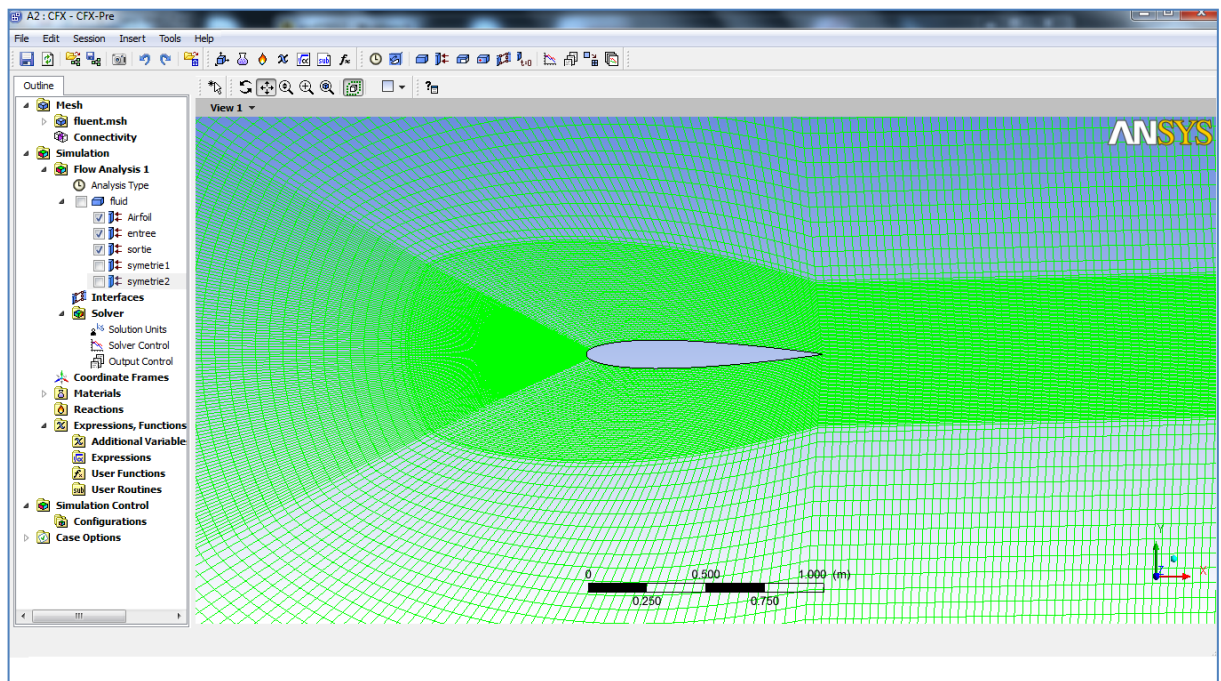 A2 : CFX - CFX-Pre
File Edit Session Insert Tools Help
Outline
View 1
Mesh
fluent.msh
Connectivity
Simulation
Flow Analysis 1
Analysis Type
fluid
Airfoil
entree
sortie
symetrie1
symetrie2
Interfaces
Solver
Solution Units
Solver Control
Output Control
Coordinate Frames
Materials
Reactions
Expressions, Functions
Additional Variable
Expressions
User Functions
User Routines
Simulation Control
Configurations
Case Options
ANSYS
0 0.500 1.000 (m)
0.250 0.750
Y
Z X